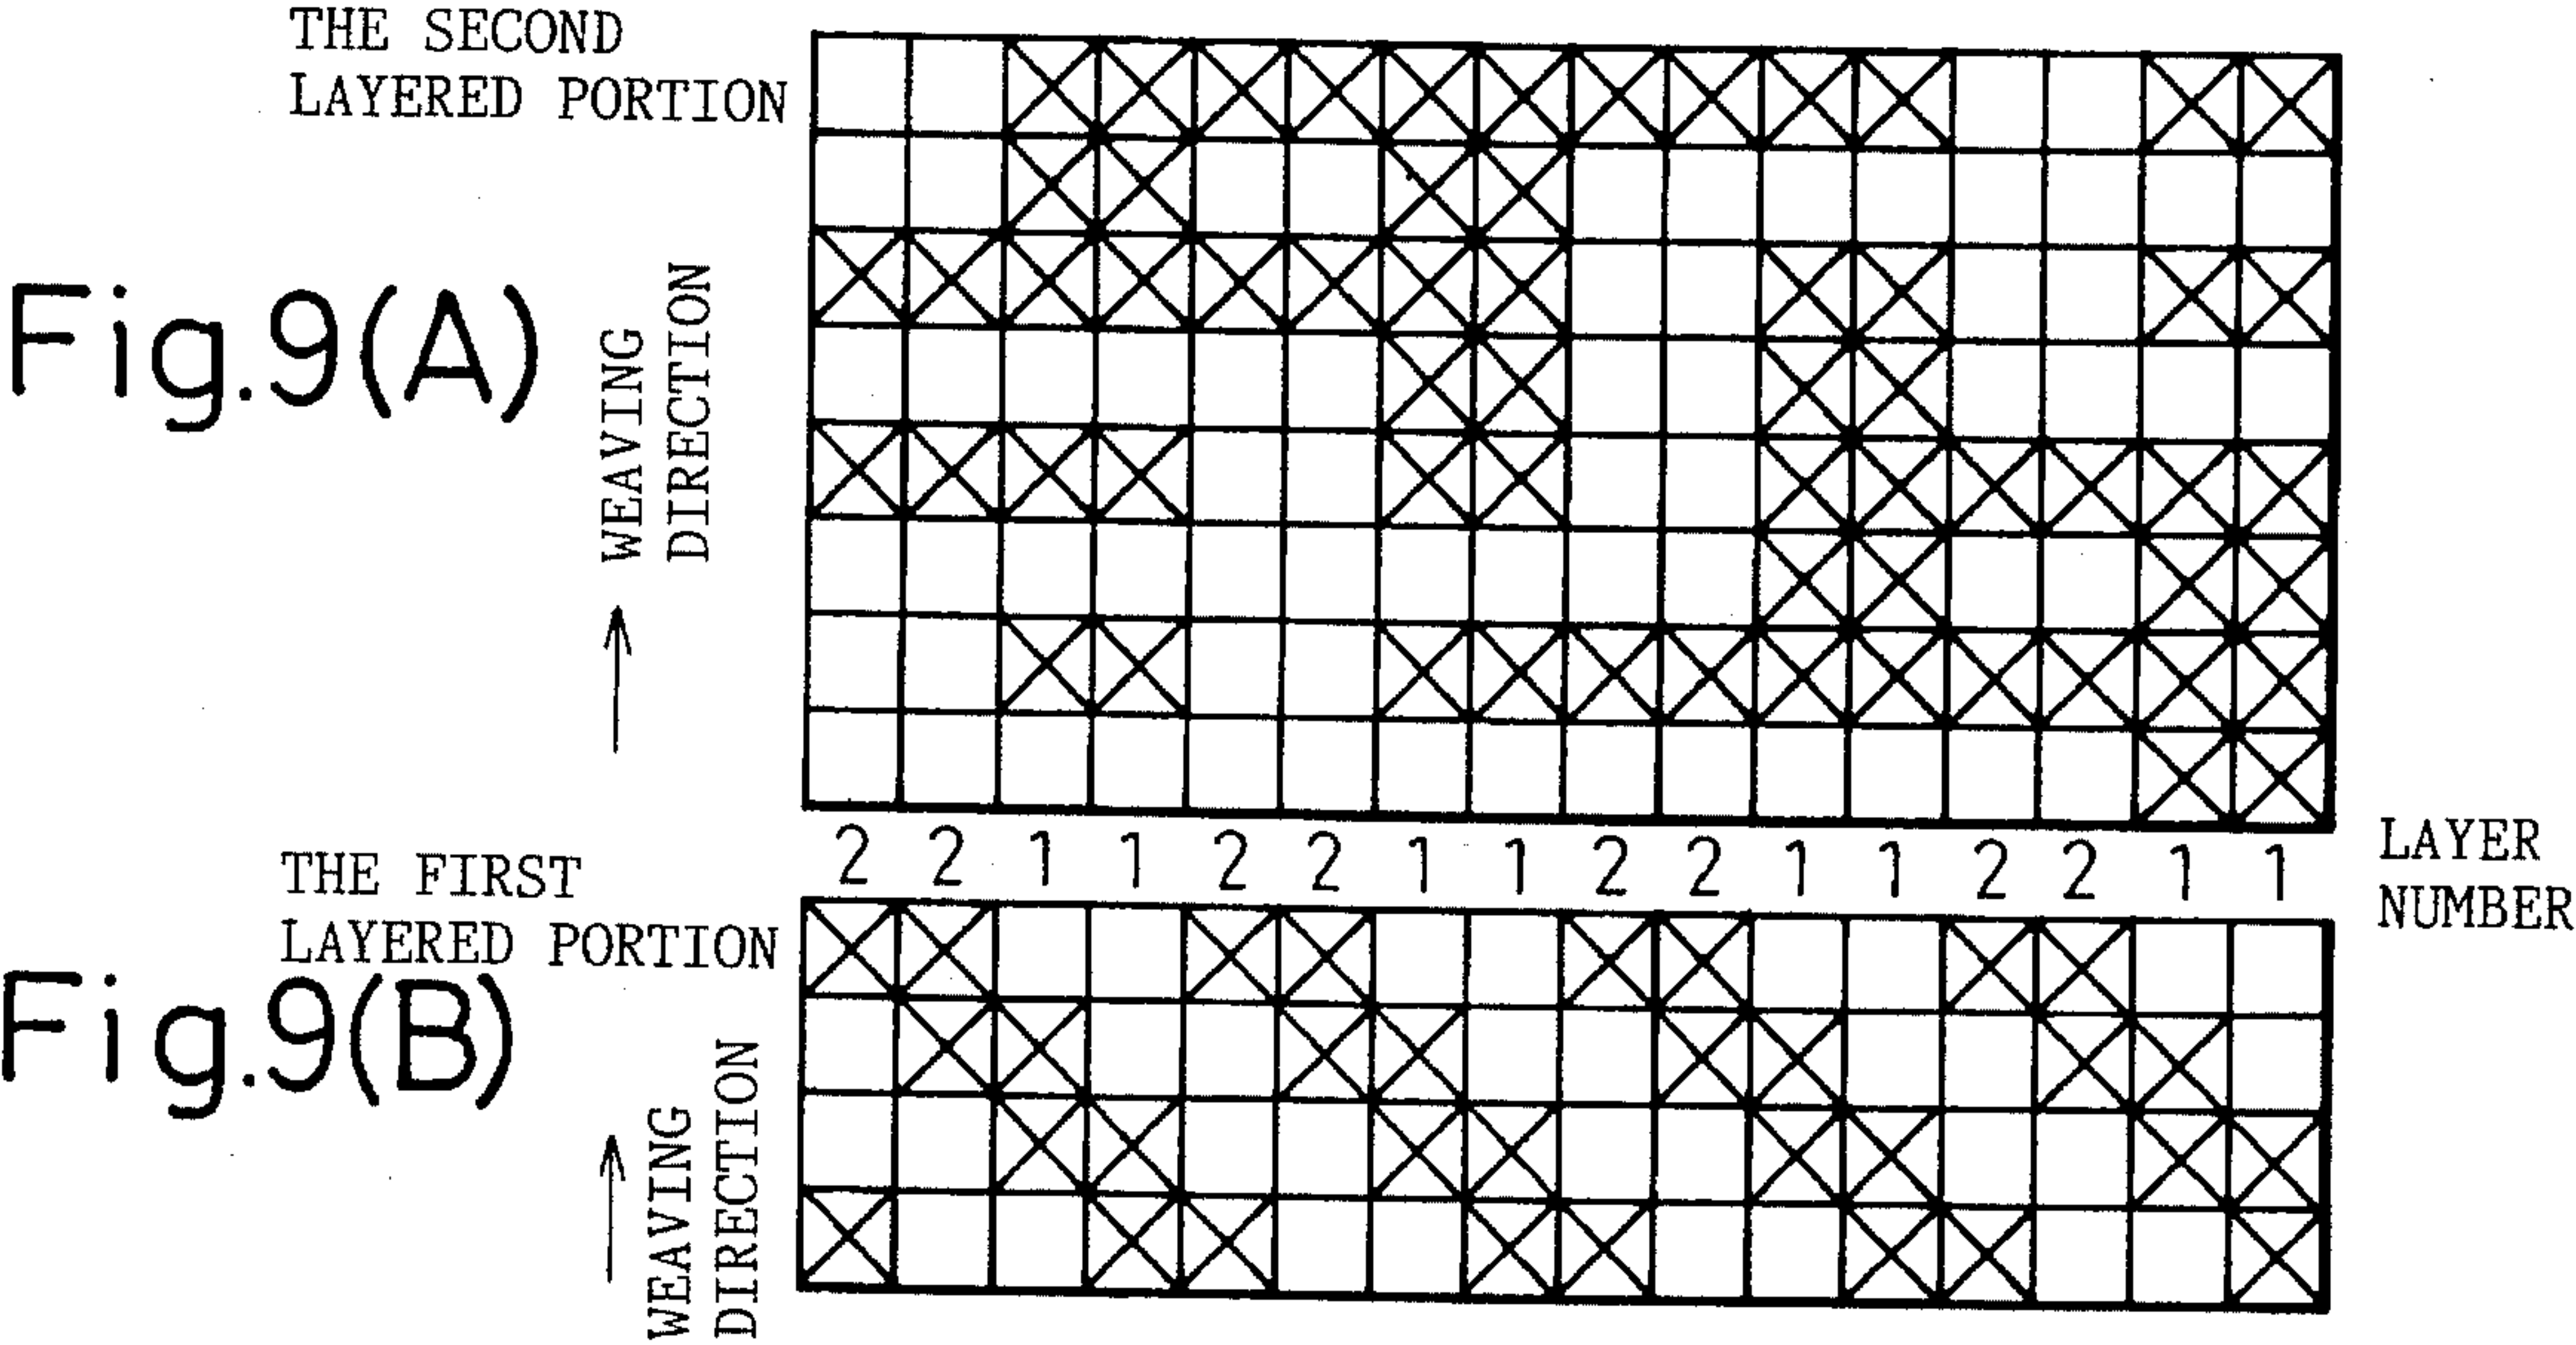 THE SECOND
LAYERED PORTION
Fig.9(A)
WEAVING
DIRECTION
2 2 1 1 2 2 1 1 2 2 1 1 2 2 1 1
LAYER
NUMBER
THE FIRST
LAYERED PORTION
Fig.9(B)
WEAVING
DIRECTION